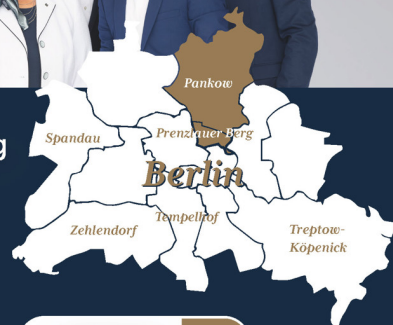 Pankow
Prenzlauer Berg
Spandau
g
Berlin
Tempelhof
Zehlendorf
Treptow-
Köpenick